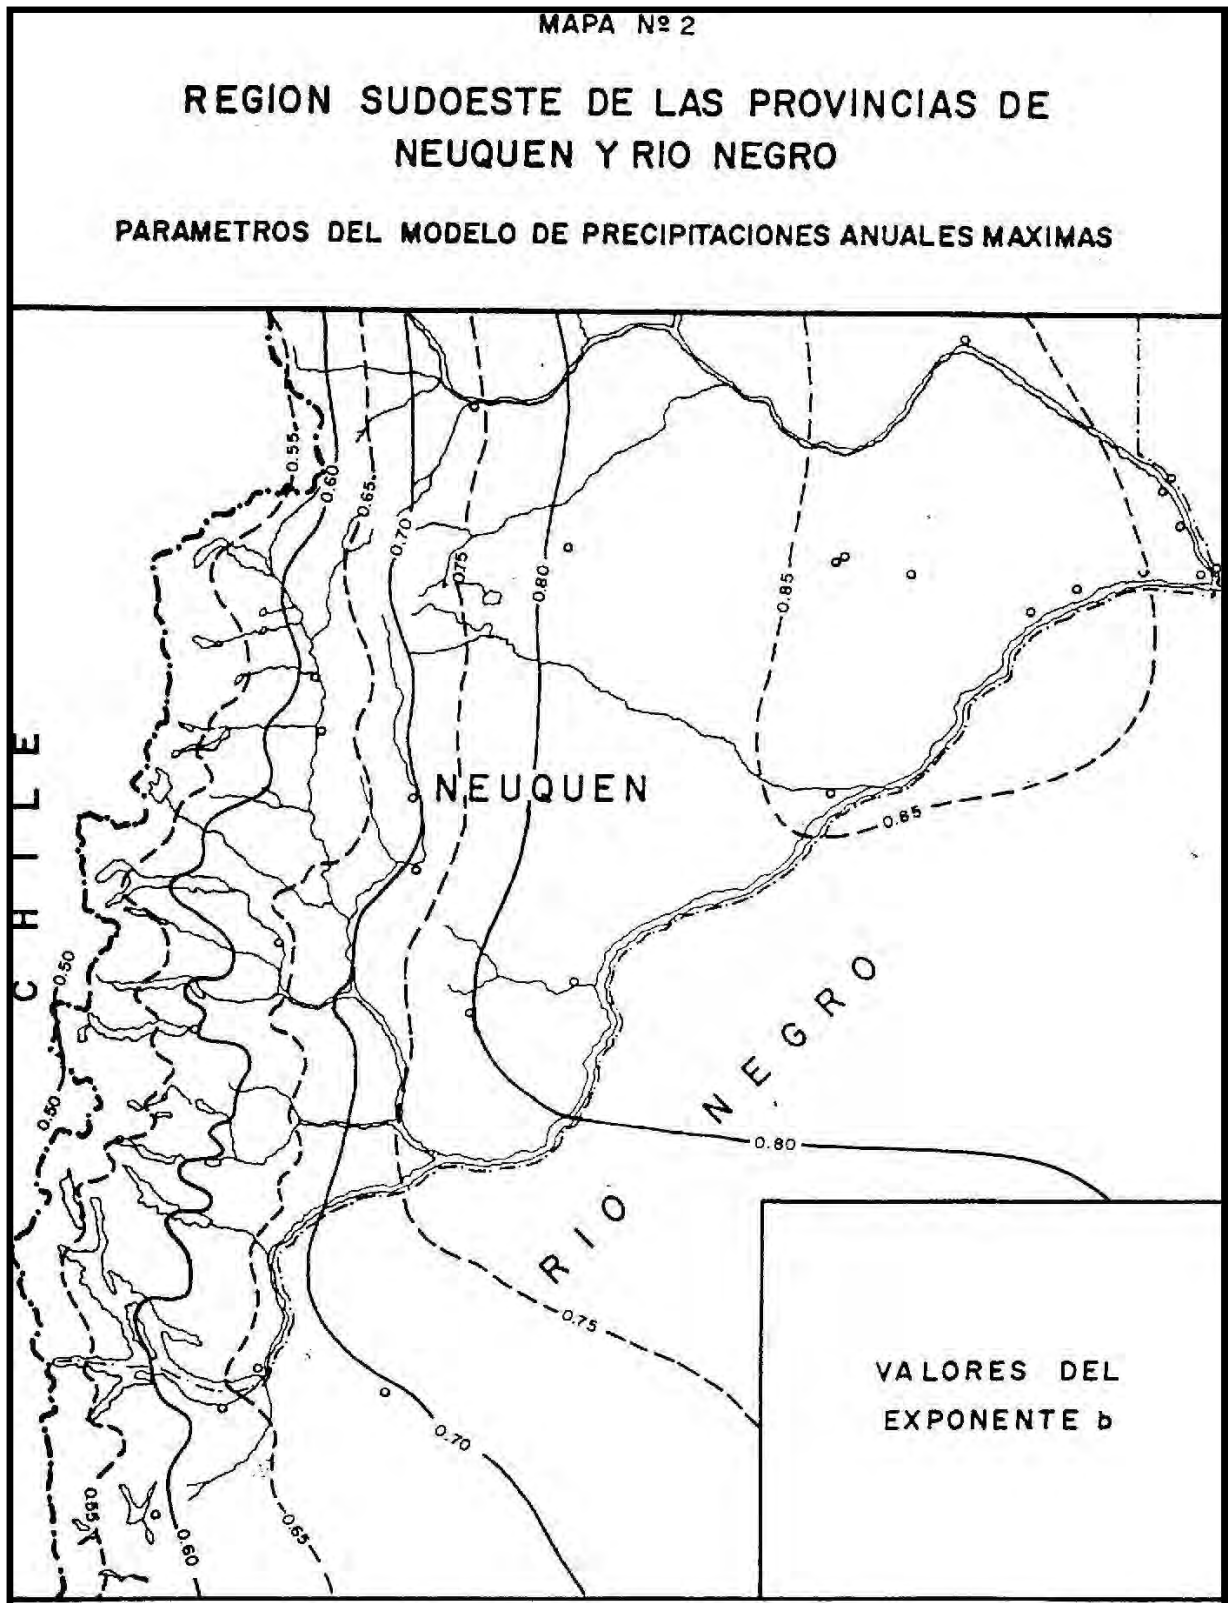 MAPA Nº 2
REGION SUDOESTE DE LAS PROVINCIAS DE
NEUQUEN Y RIO NEGRO
PARAMETROS DEL MODELO DE PRECIPITACIONES ANUALES MAXIMAS
0.55
0.60
0.65
0.70
0.75
0.80
0.85
CHILE
NEUQUEN
0.85
0.50
0.50
RIO NEGRO
0.80
0.75
0.70
0.55
0.60
0.65
VALORES DEL
EXPONENTE b